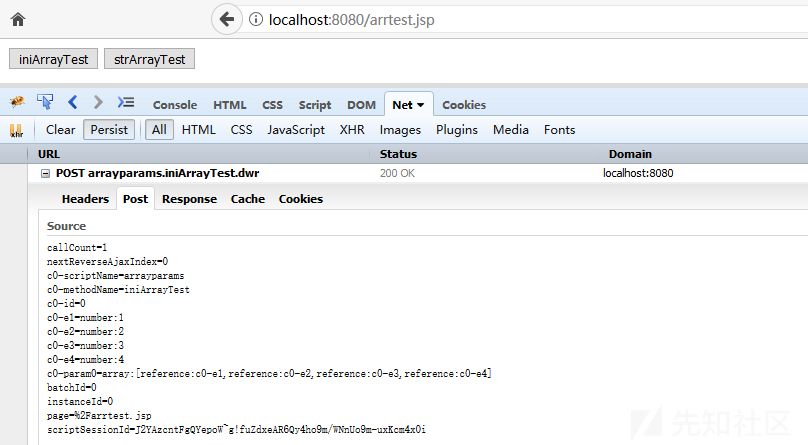 localhost:8080/arrtest.jsp
iniArrayTest strArrayTest
Console HTML CSS Script DOM Net Cookies
xhr Clear Persist All HTML CSS JavaScript XHR Images Plugins Media Fonts
URL Status Domain
POST arrayparams.iniArrayTest.dwr 200 OK localhost:8080
Headers Post Response Cache Cookies
Source
callCount=1
nextReverseAjaxIndex=0
c0-scriptName=arrayparams
c0-methodName=iniArrayTest
c0-id=0
c0-e1=number:1
c0-e2=number:2
c0-e3=number:3
c0-e4=number:4
c0-param0=array:[reference:c0-e1,reference:c0-e2,reference:c0-e3,reference:c0-e4]
batchId=0
instanceId=0
page=%2Farrtest.jsp
scriptSessionId=J2YAzcntFgQYepoW~g!fuZdxeAR6Qy4ho9m/WNnUo9m-uxKcm4x0i
先知社区